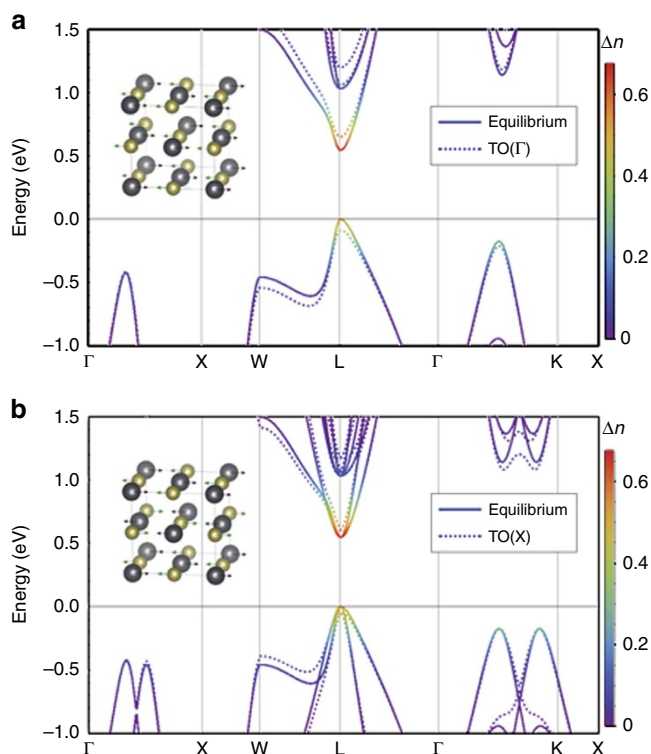 a
1.5
1.0
0.5
0.0
−0.5
−1.0
Energy (eV)
Γ X W L Γ K X
Equilibrium
TO(Γ)
Δn
0.6
0.4
0.2
0
b
1.5
1.0
0.5
0.0
−0.5
−1.0
Energy (eV)
Γ X W L Γ K X
Equilibrium
TO(X)
Δn
0.6
0.4
0.2
0